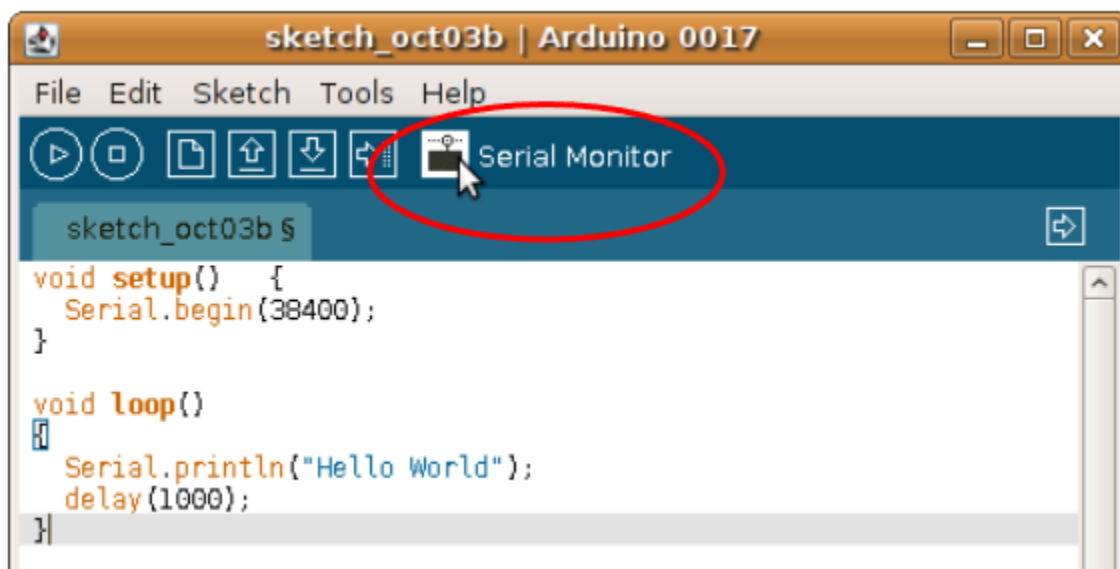 sketch_oct03b | Arduino 0017
File Edit Sketch Tools Help
Serial Monitor
sketch_oct03b §
void setup()   {
  Serial.begin(38400);
}
void loop()
{
  Serial.println("Hello World");
  delay(1000);
}